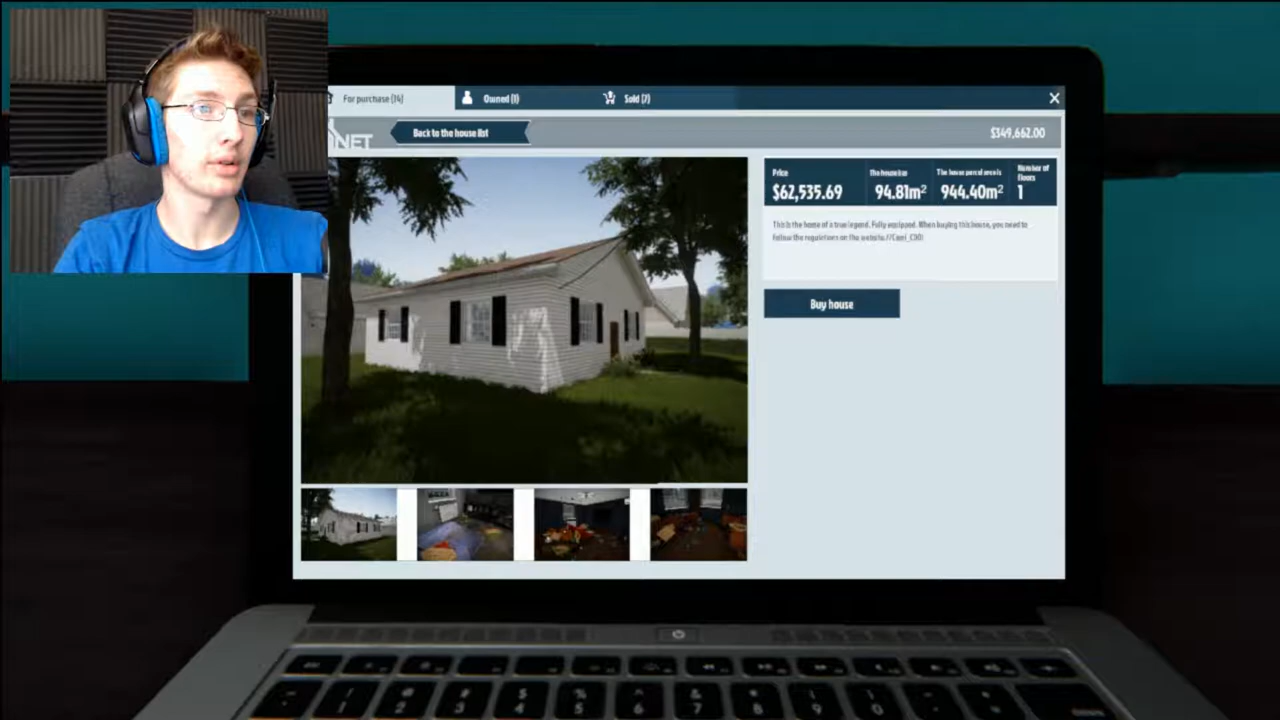 For purchase (14)
Owned (1)
Sold (7)
NET
Back to the house list
$349,662.00
Price
$62,535.69
The house size
94.81m²
The house parcel area is
944.40m²
Number of floors
1
This is the home of a true legend. Fully equipped. When buying this house, you need to
follow the regulations on the website:
Buy house